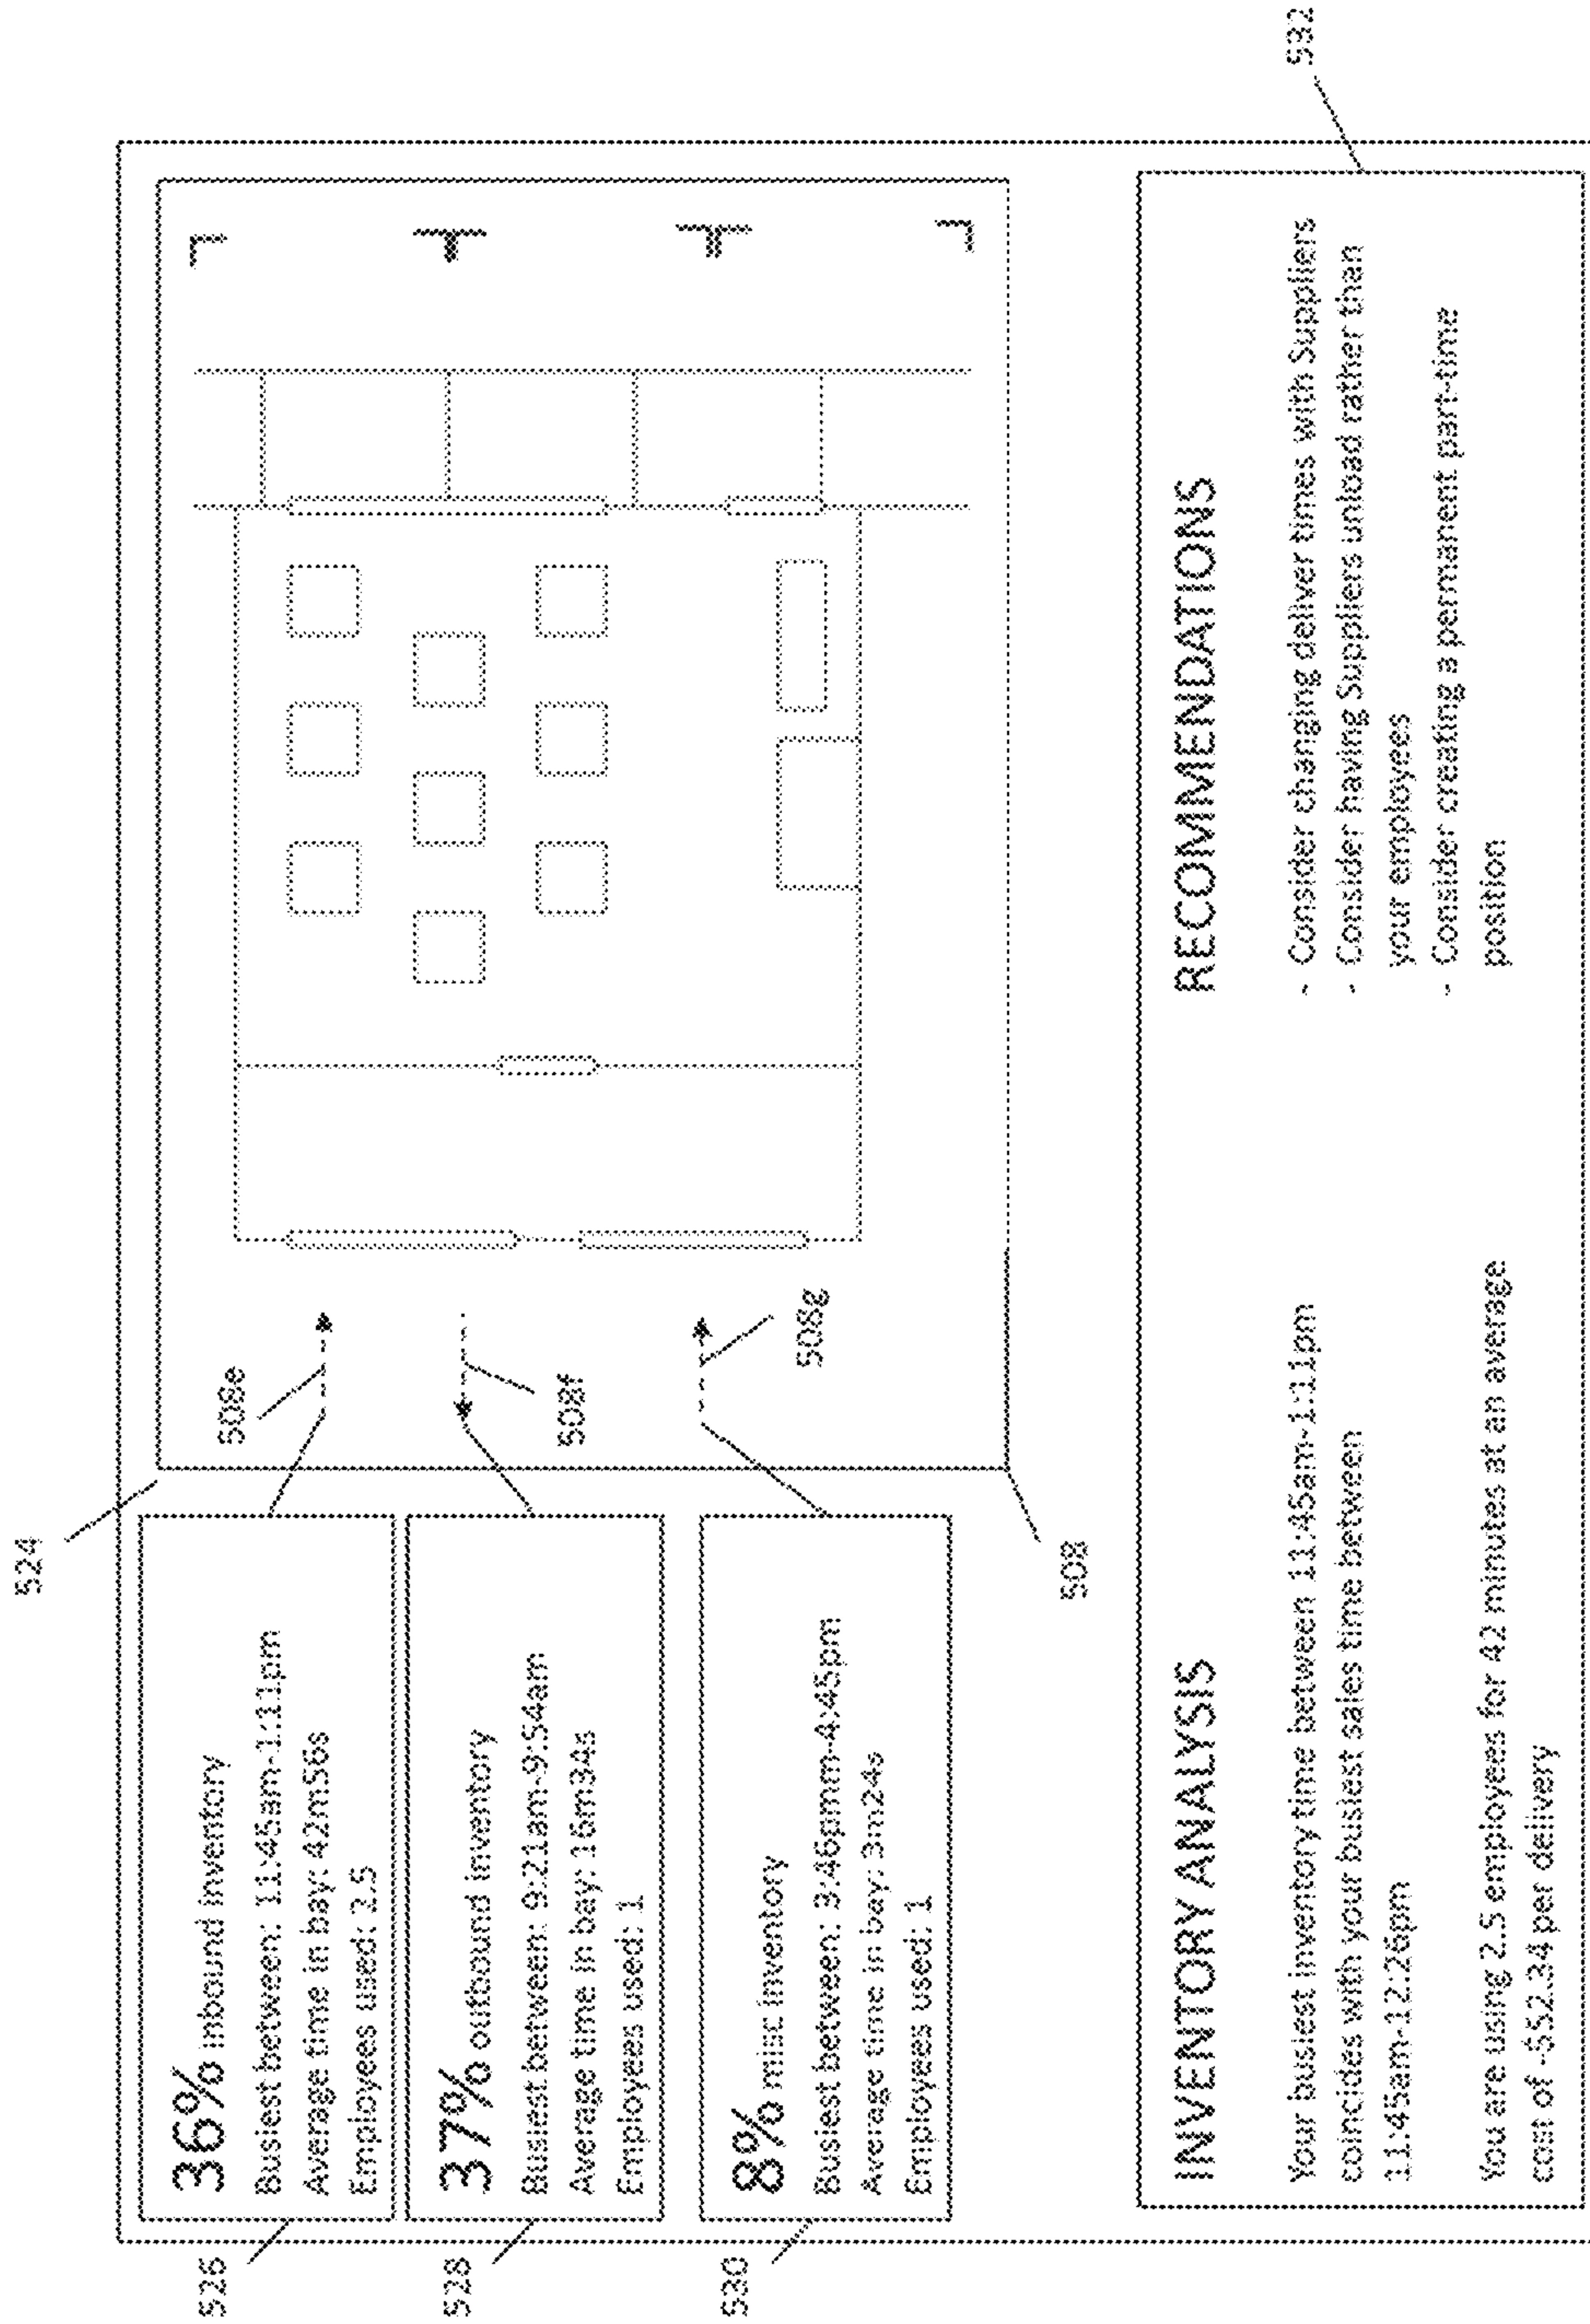 524
526
36% inbound inventory
Busiest between: 11:45am-1:11pm
Average time in bay: 42m56s
Employees used: 2.5
528
37% outbound inventory
Busiest between: 9:21am-9:54am
Average time in bay: 16m34s
Employees used: 1
530
8% misc inventory
Busiest between: 3:46pmm-4:45pm
Average time in bay: 3m24s
Employees used: 1
508e
508f
508g
508
INVENTORY ANALYSIS
Your busiest inventory time between 11:45am-1:11pm
coincides with your busiest sales time between
11:45am-12:26pm
You are using 2.5 employees for 42 minutes at an average
cost of -$52.34 per delivery
RECOMMENDATIONS
- Consider changing deliver times with Suppliers
- Consider having Suppliers unload rather than
your employees
- Consider creating a permanent part-time
position
532